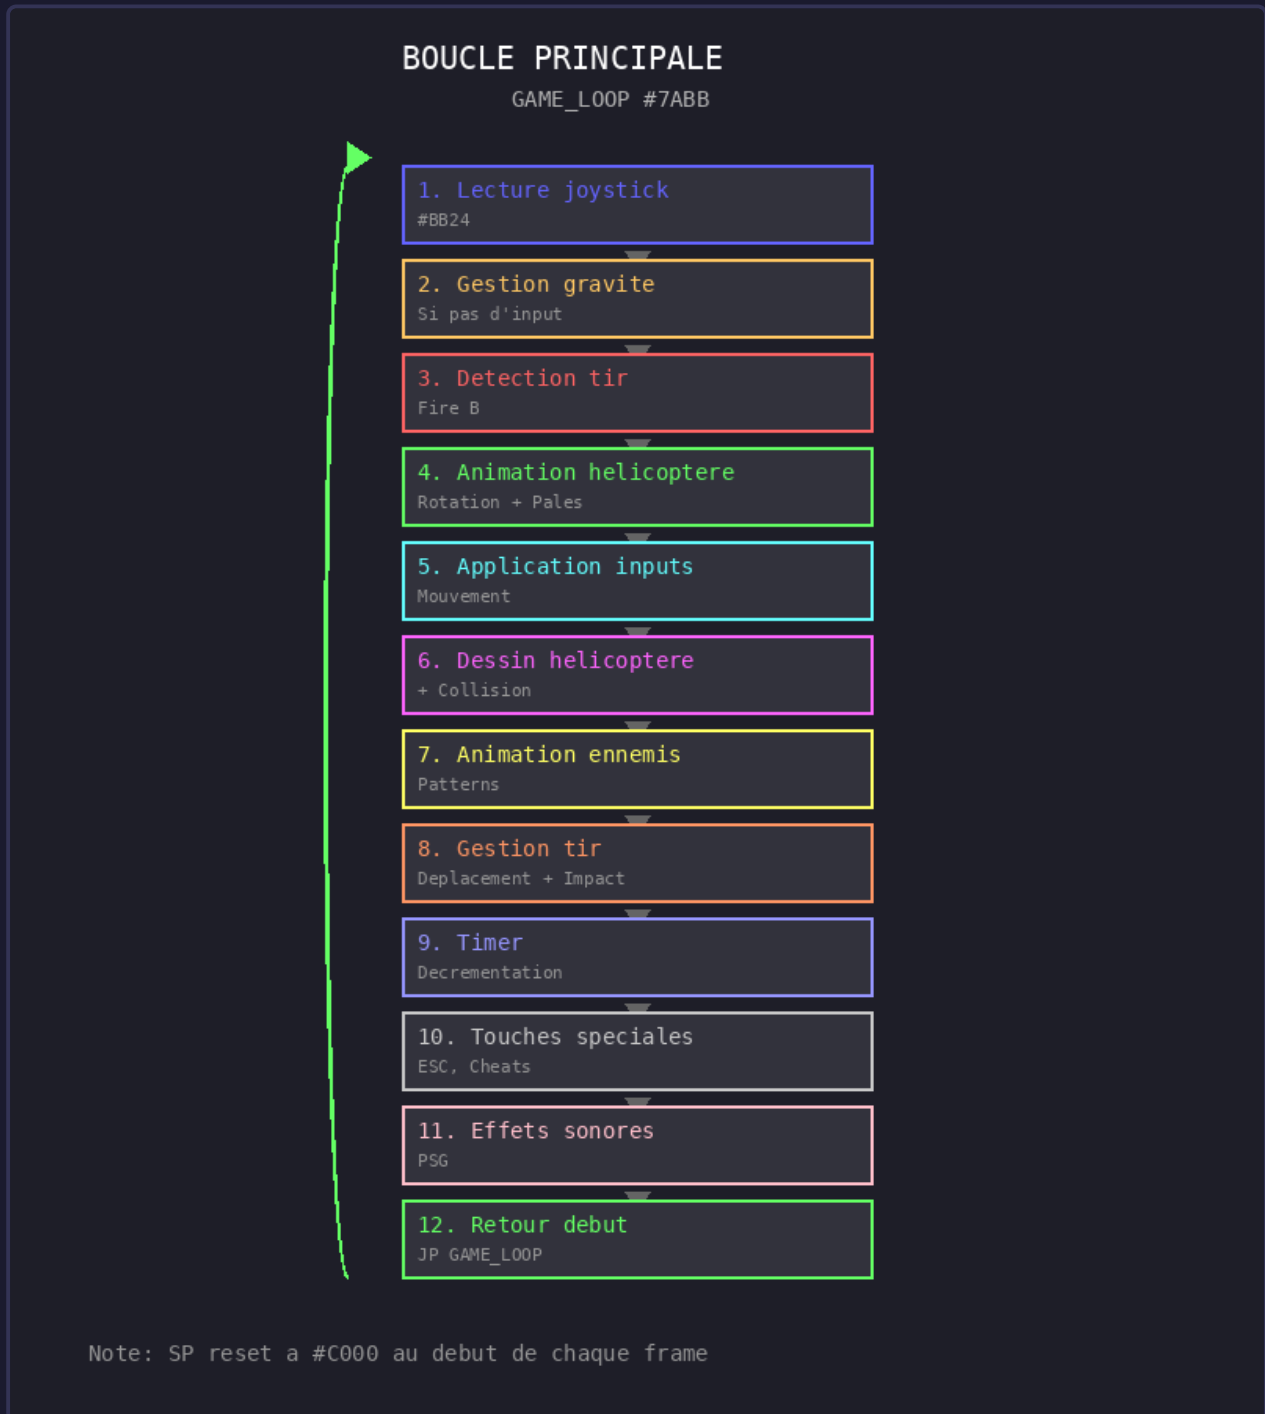 BOUCLE PRINCIPALE
GAME_LOOP #7ABB
1. Lecture joystick
#BB24
2. Gestion gravite
Si pas d'input
3. Detection tir
Fire B
4. Animation helicoptere
Rotation + Pales
5. Application inputs
Mouvement
6. Dessin helicoptere
+ Collision
7. Animation ennemis
Patterns
8. Gestion tir
Deplacement + Impact
9. Timer
Decrementation
10. Touches speciales
ESC, Cheats
11. Effets sonores
PSG
12. Retour debut
JP GAME_LOOP
Note: SP reset a #C000 au debut de chaque frame